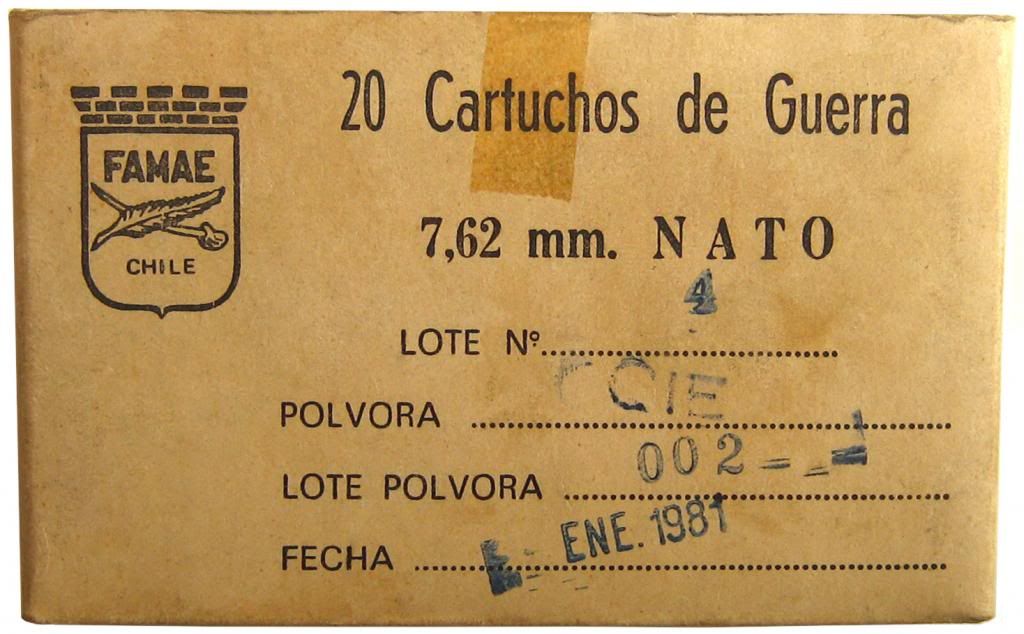 FAMAE
CHILE
20 Cartuchos de Guerra
7,62 mm. NATO
LOTE Nº 4
POLVORA
LOTE POLVORA 002
FECHA ENE. 1981